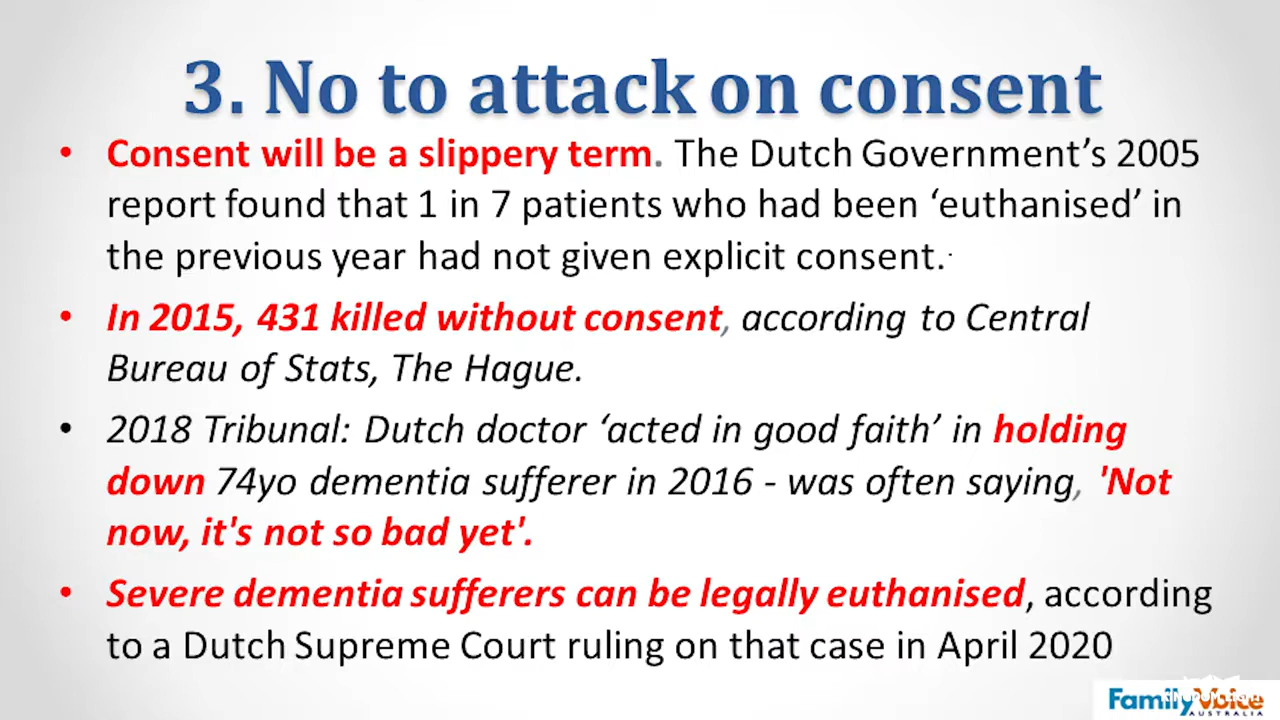 3. No to attack on consent
• Consent will be a slippery term. The Dutch Government’s 2005
report found that 1 in 7 patients who had been ‘euthanised’ in
the previous year had not given explicit consent.
• In 2015, 431 killed without consent, according to Central
Bureau of Stats, The Hague.
• 2018 Tribunal: Dutch doctor ‘acted in good faith’ in holding
down 74yo dementia sufferer in 2016 - was often saying, 'Not
now, it's not so bad yet'.
• Severe dementia sufferers can be legally euthanised, according
to a Dutch Supreme Court ruling on that case in April 2020
FamilyVoice
AUSTRALIA